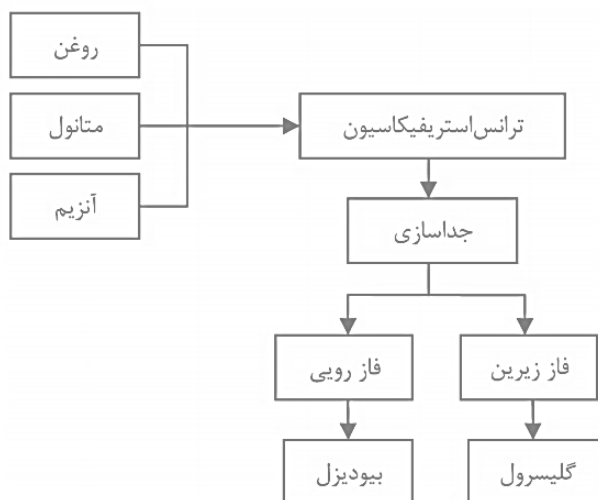 روغن
متانول
آنزیم
ترانس‌استریفیکاسیون
جداسازی
فاز رویی
فاز زیرین
بیودیزل
گلیسرول